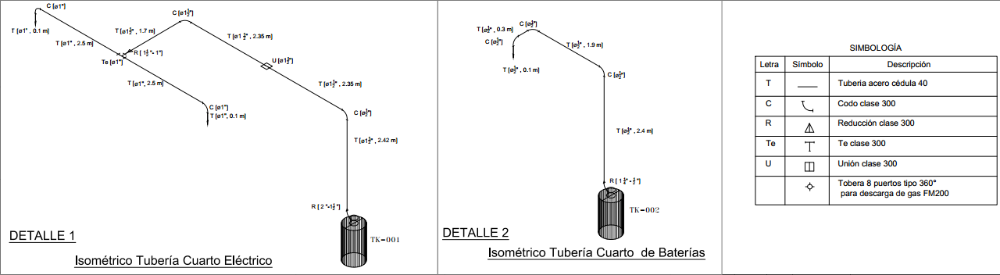 C [ø1"]
C [ø1½"]
T [ø1" , 0.1 m]
T [ø1½" , 1.7 m]
T [ø1 ½" , 2.35 m]
T [ø1" , 2.5 m]
R [ 1½"- 1"]
Te [ø1"]
U [ø1½"]
T [ø1", 2.5 m]
T [ø1½" , 2.35 m]
C [ø1"]
T [ø1", 0.1 m]
C [ø½"]
T [ø1½" , 2.42 m]
R [ 2 "-1½"]
TK-001
DETALLE 1
Isométrico Tubería Cuarto Eléctrico
T [ø½" , 0.3 m]
C [ø½"]
C [ø½"]
T [ø½" , 1.9 m]
T [ø½" , 0.1 m]
C [ø½"]
T [ø½" , 2.4 m]
TK-002
DETALLE 2
Isométrico Tubería Cuarto de Baterías
SIMBOLOGÍA
Letra Símbolo Descripción
T Tuberia acero cédula 40
C Codo clase 300
R Reducción clase 300
Te Te clase 300
U Unión clase 300
Tobera 8 puertos tipo 360°
para descarga de gas FM200